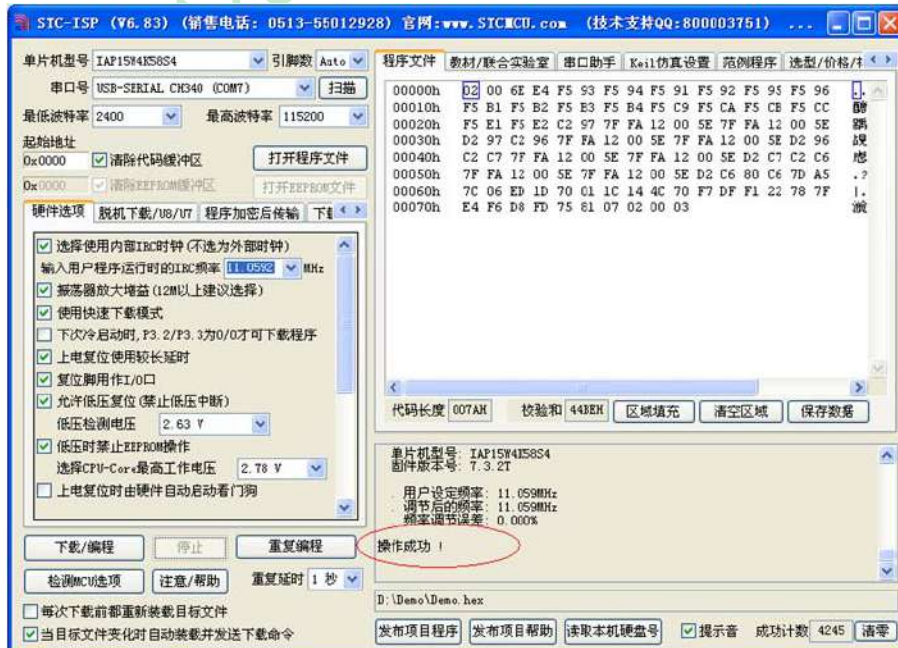 STC-ISP (V6.83) (销售电话: 0513-55012928) 官网:www.STCMCU.com (技术支持QQ:800003751) ...
单片机型号 IAP15W4K58S4 引脚数 Auto
串口号 USB-SERIAL CH340 (COM7) 扫描
最低波特率 2400 最高波特率 115200
起始地址
0x0000 清除代码缓冲区 打开程序文件
0x0000 清除EEPROM缓冲区 打开EEPROM文件
硬件选项 脱机下载/U8/U7 程序加密后传输
选择使用内部IRC时钟(不选为外部时钟)
输入用户程序运行时的IRC频率 11.0592 MHz
振荡器放大增益(12M以上建议选择)
使用快速下载模式
下次冷启动时,P3.2/P3.3为0/0才可下载程序
上电复位使用较长延时
复位脚用作I/O口
允许低压复位(禁止低压中断)
低压检测电压 2.63 V
低压时禁止EEPROM操作
选择CPU-Core最高工作电压 2.78 V
上电复位时由硬件自动启动看门狗
下载/编程 停止 重复编程
检测MCU选项 注意/帮助 重复延时 1 秒
每次下载前都重新装载目标文件
当目标文件变化时自动装载并发送下载命令
程序文件 教材/联合实验室 串口助手 Keil仿真设置 范例程序 选型/价格/
00000h 02 00 6E E4 F5 93 F5 94 F5 91 F5 92 F5 95 F5 96
00010h F5 B1 F5 B2 F5 B3 F5 B4 F5 C9 F5 CA F5 CB F5 CC
00020h F5 E1 F5 E2 C2 97 7F FA 12 00 5E 7F FA 12 00 5E
00030h D2 97 C2 96 7F FA 12 00 5E 7F FA 12 00 5E D2 96
00040h C2 C7 7F FA 12 00 5E 7F FA 12 00 5E D2 C7 C2 C6
00050h 7F FA 12 00 5E 7F FA 12 00 5E D2 C6 80 C6 7D A5
00060h 7C 06 ED 1D 70 01 1C 14 4C 70 F7 DF F1 22 78 7F
00070h E4 F6 D8 FD 75 81 07 02 00 03
代码长度 007AH 校验和 44BEH 区域填充 清空区域 保存数据
单片机型号: IAP15W4K58S4
固件版本号: 7.3.2T
. 用户设定频率: 11.059MHz
. 调节后的频率: 11.059MHz
频率调节误差: 0.000%
操作成功 !
D:\Demo\Demo.hex
发布项目程序 发布项目帮助 读取本机硬盘号 提示音 成功计数 4245 清零